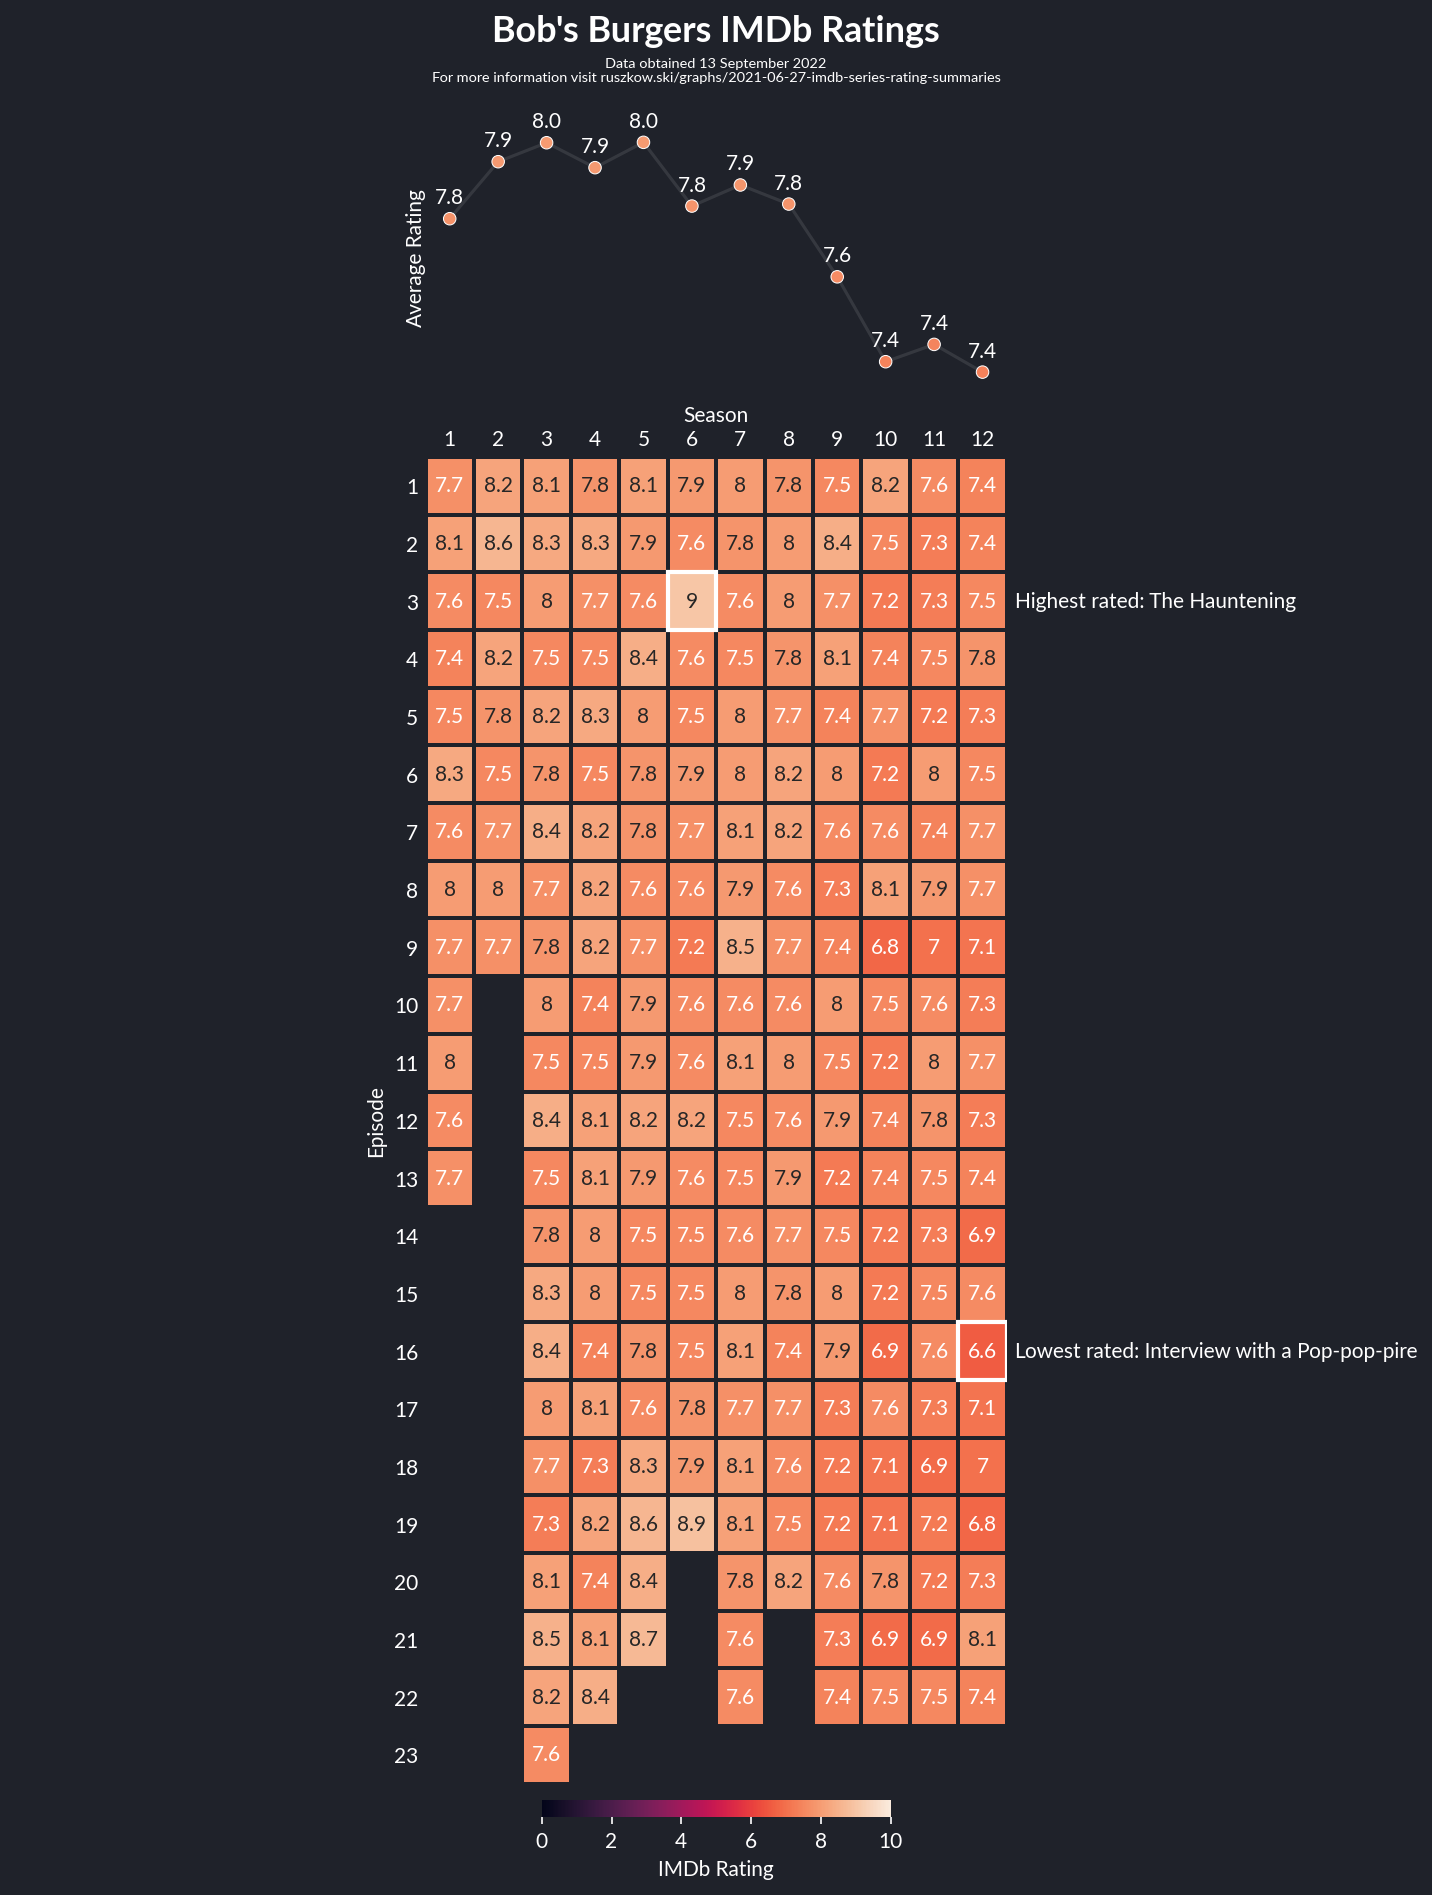 Bob's Burgers IMDb Ratings
Data obtained 13 September 2022
For more information visit ruszkow.ski/graphs/2021-06-27-imdb-series-rating-summaries
Average Rating
7.8 7.9 8.0 7.9 8.0 7.8 7.9 7.8 7.6 7.4 7.4 7.4
Season
1 2 3 4 5 6 7 8 9 10 11 12
Episode
1 7.7 8.2 8.1 7.8 8.1 7.9 8 7.8 7.5 8.2 7.6 7.4
2 8.1 8.6 8.3 8.3 7.9 7.6 7.8 8 8.4 7.5 7.3 7.4
3 7.6 7.5 8 7.7 7.6 9 7.6 8 7.7 7.2 7.3 7.5 Highest rated: The Hauntening
4 7.4 8.2 7.5 7.5 8.4 7.6 7.5 7.8 8.1 7.4 7.5 7.8
5 7.5 7.8 8.2 8.3 8 7.5 8 7.7 7.4 7.7 7.2 7.3
6 8.3 7.5 7.8 7.5 7.8 7.9 8 8.2 8 7.2 8 7.5
7 7.6 7.7 8.4 8.2 7.8 7.7 8.1 8.2 7.6 7.6 7.4 7.7
8 8 8 7.7 8.2 7.6 7.6 7.9 7.6 7.3 8.1 7.9 7.7
9 7.7 7.7 7.8 8.2 7.7 7.2 8.5 7.7 7.4 6.8 7 7.1
10 7.7 8 7.4 7.9 7.6 7.6 7.6 8 7.5 7.6 7.3
11 8 7.5 7.5 7.9 7.6 8.1 8 7.5 7.2 8 7.7
12 7.6 8.4 8.1 8.2 8.2 7.5 7.6 7.9 7.4 7.8 7.3
13 7.7 7.5 8.1 7.9 7.6 7.5 7.9 7.2 7.4 7.5 7.4
14 7.8 8 7.5 7.5 7.6 7.7 7.5 7.2 7.3 6.9
15 8.3 8 7.5 7.5 8 7.8 8 7.2 7.5 7.6
16 8.4 7.4 7.8 7.5 8.1 7.4 7.9 6.9 7.6 6.6 Lowest rated: Interview with a Pop-pop-pire
17 8 8.1 7.6 7.8 7.7 7.7 7.3 7.6 7.3 7.1
18 7.7 7.3 8.3 7.9 8.1 7.6 7.2 7.1 6.9 7
19 7.3 8.2 8.6 8.9 8.1 7.5 7.2 7.1 7.2 6.8
20 8.1 7.4 8.4 7.8 8.2 7.6 7.8 7.2 7.3
21 8.5 8.1 8.7 7.6 7.3 6.9 6.9 8.1
22 8.2 8.4 7.6 7.4 7.5 7.5 7.4
23 7.6
0 2 4 6 8 10
IMDb Rating